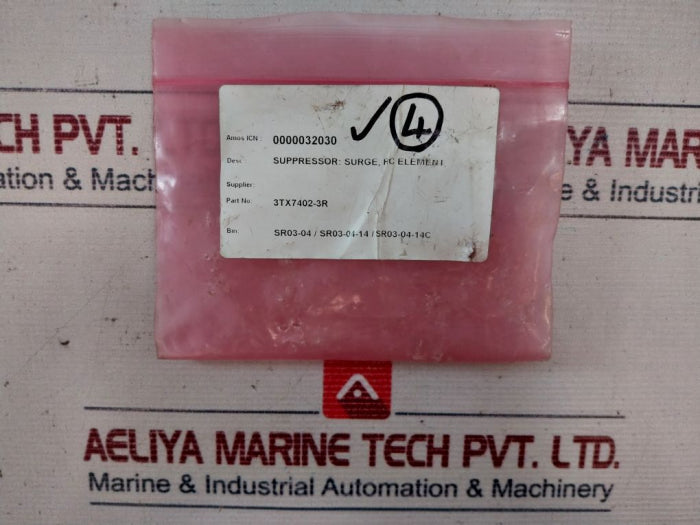 4
Amos ICN : 0000032030
Desc SUPPRESSOR: SURGE, RC ELEMENT
Supplier:
Part No: 3TX7402-3R
Bin: SR03-04 / SR03-04-14 / SR03-04-14C
CH PVT.
IYA MAR
ation & Mach
e & Industri
AELIYA MARINE TECH PVT. LTD.
Marine & Industrial Automation & Machinery